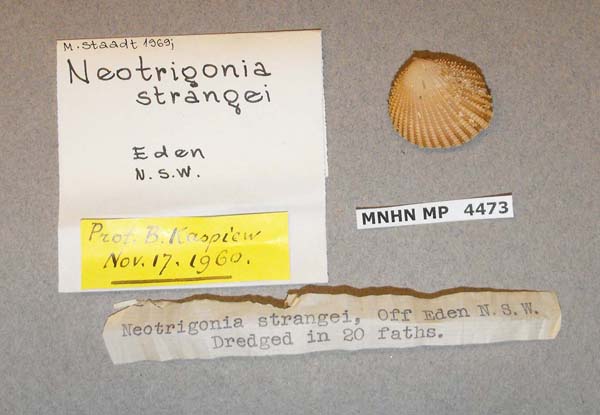 M. Staadt 1969;
Neotrigonia
strangei
Eden
N.S.W.
Prof. B. Kaspiew
Nov. 17. 1960.
MNHN MP 4473
Neotrigonia strangei, Off Eden N.S.W.
Dredged in 20 faths.